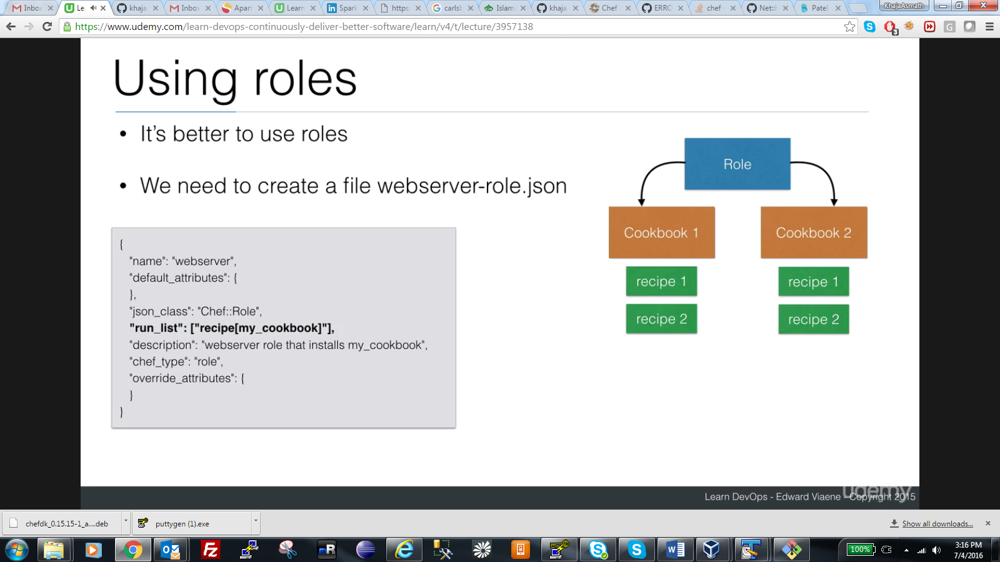 Inbox
Le
khaja
Inbox
Apart
Learn
Spark
https:
carlsb
Islam
khaja
Chef
ERRO
chef
Net::
Patel
KhajaAsmath
https://www.udemy.com/learn-devops-continuously-deliver-better-software/learn/v4/t/lecture/3957138
3
Using roles
• It's better to use roles
• We need to create a file webserver-role.json
{
"name": "webserver",
"default_attributes": {
},
"json_class": "Chef::Role",
"run_list": ["recipe[my_cookbook]"],
"description": "webserver role that installs my_cookbook",
"chef_type": "role",
"override_attributes": {
}
}
Role
Cookbook 1
Cookbook 2
recipe 1
recipe 1
recipe 2
recipe 2
udemy
Learn DevOps - Edward Viaene - Copyright 2015
chefdk_0.15.15-1_a....deb
puttygen (1).exe
Show all downloads...
100%
3:16 PM
7/4/2016